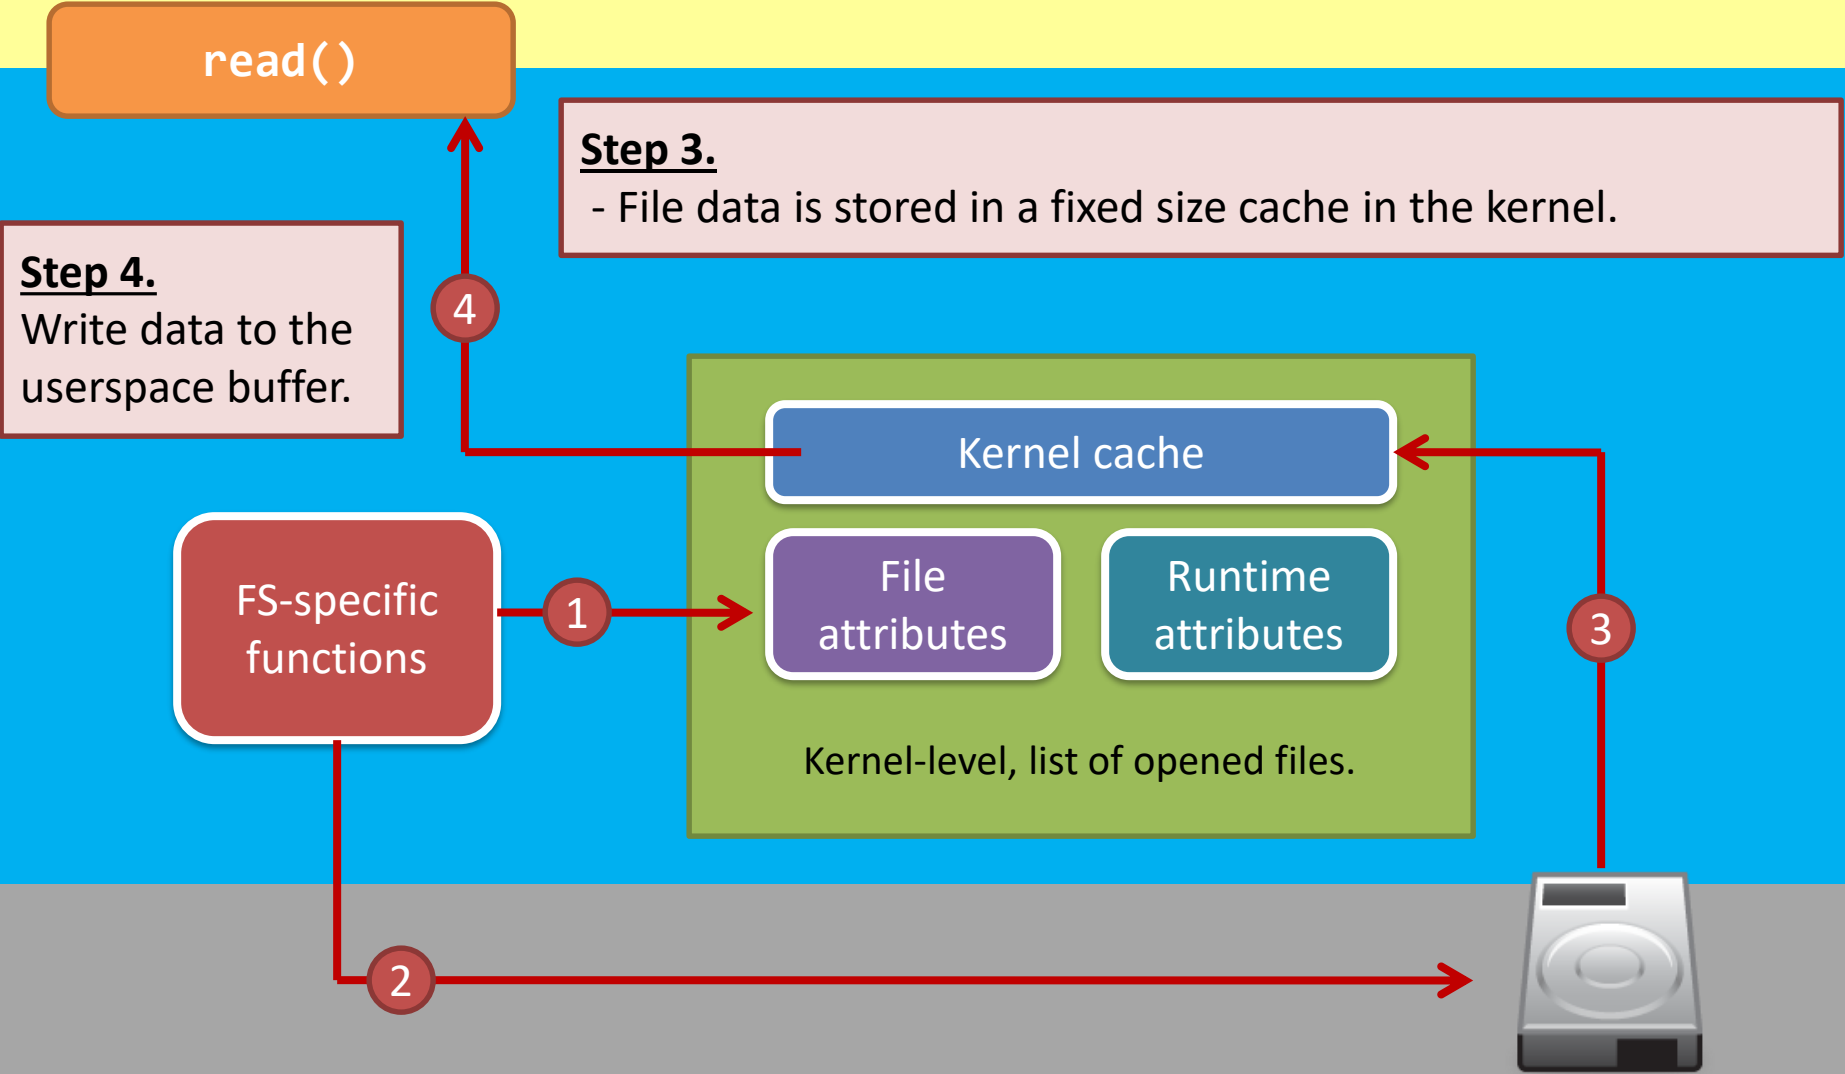 read()
Step 3.
- File data is stored in a fixed size cache in the kernel.
Step 4.
Write data to the
userspace buffer.
4
Kernel cache
FS-specific
functions
1
File
attributes
Runtime
attributes
3
Kernel-level, list of opened files.
2